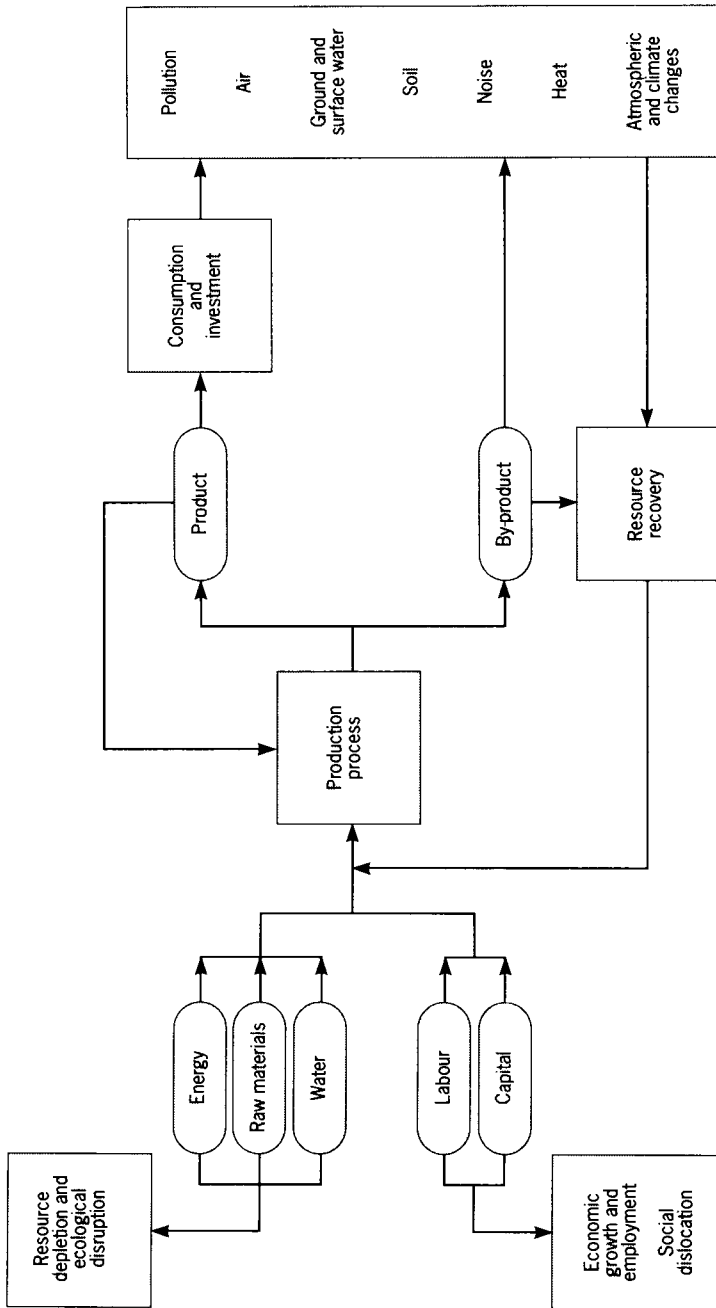 Resource
depletion and
ecological
disruption
Energy
Raw materials
Water
Labour
Capital
Economic
growth and
employment
Social
dislocation
Production
process
Product
By-product
Consumption
and
investment
Resource
recovery
Pollution
Air
Ground and
surface water
Soil
Noise
Heat
Atmospheric
and climate
changes